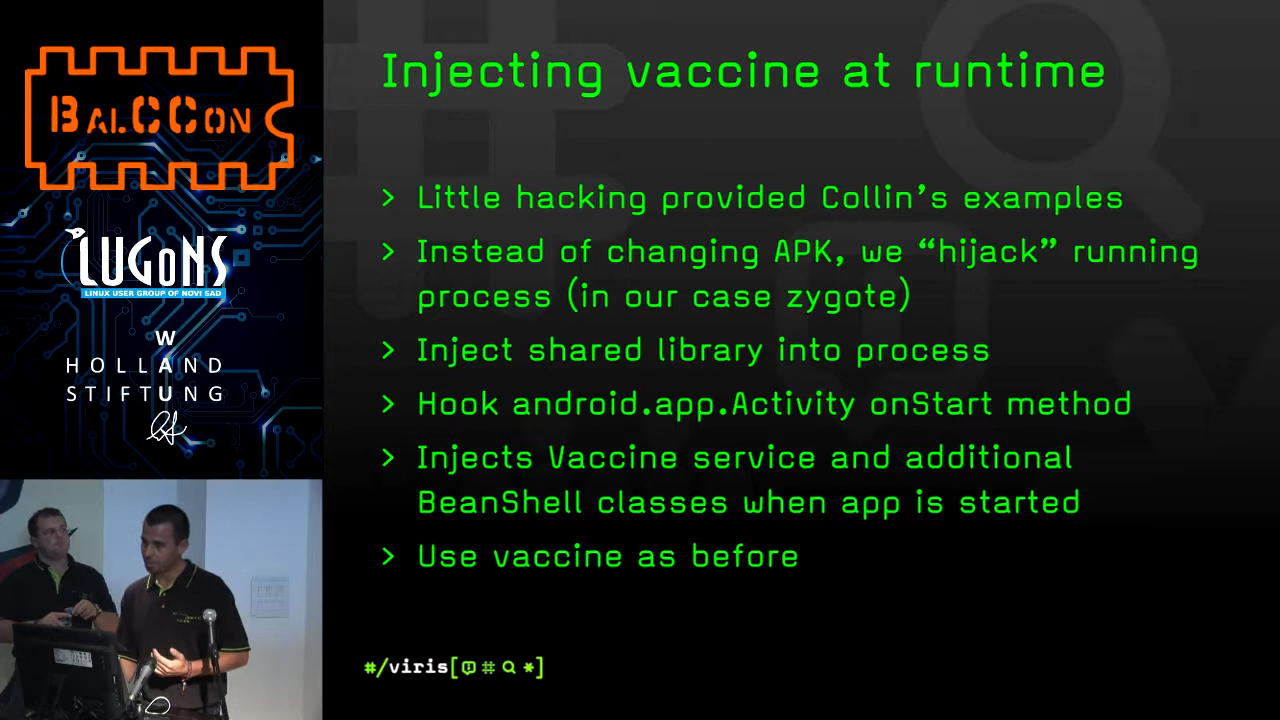 BALCCON
LUGONS
LINUX USER GROUP OF NOVI SAD
W
HOLLAND
STIFTUNG
Injecting vaccine at runtime
> Little hacking provided Collin’s examples
> Instead of changing APK, we “hijack” running
process (in our case zygote)
> Inject shared library into process
> Hook android.app.Activity onStart method
> Injects Vaccine service and additional
BeanShell classes when app is started
> Use vaccine as before
#/viris[#*]